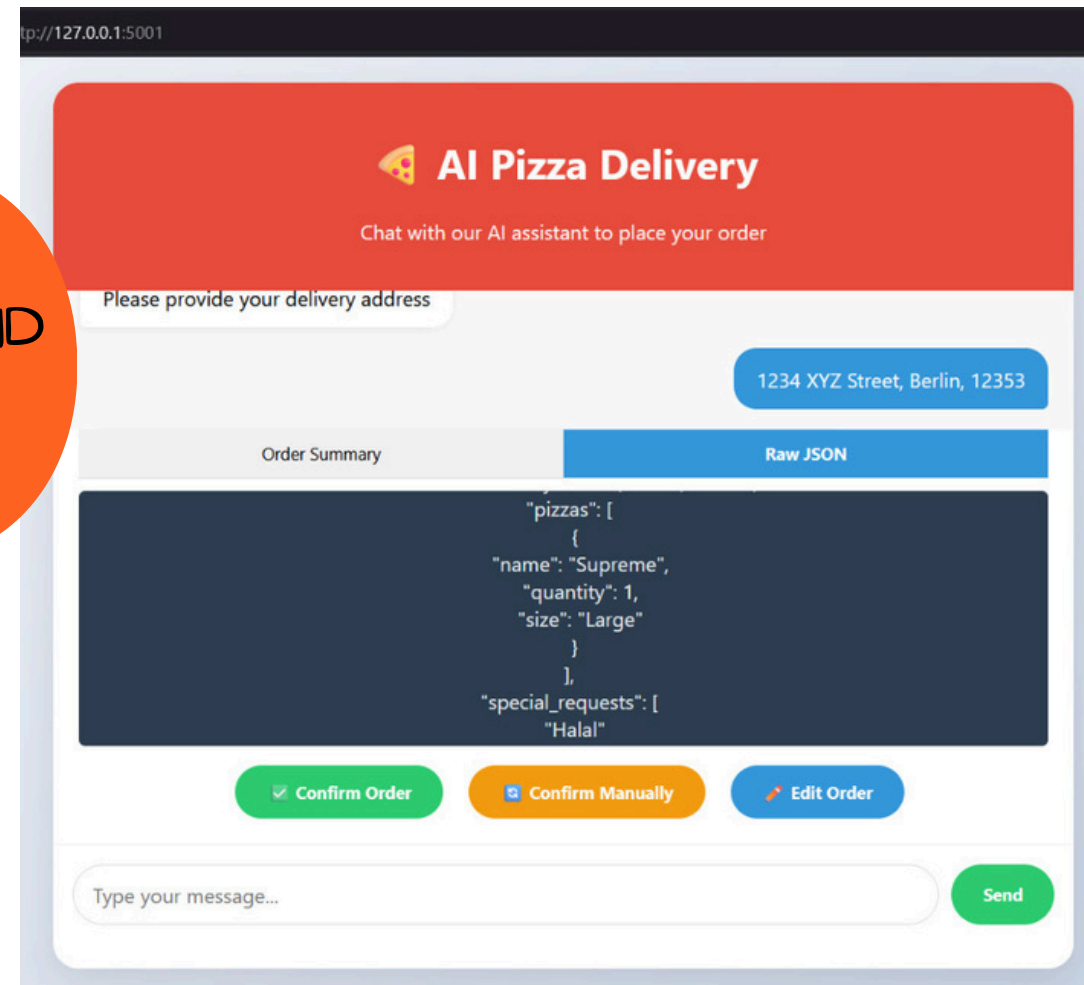 tp://127.0.0.1:5001
AI Pizza Delivery
Chat with our AI assistant to place your order
Please provide your delivery address
1234 XYZ Street, Berlin, 12353
Order Summary
Raw JSON
"pizzas": [
{
"name": "Supreme",
"quantity": 1,
"size": "Large"
}
],
"special_requests": [
"Halal"
Confirm Order
Confirm Manually
Edit Order
Type your message...
Send